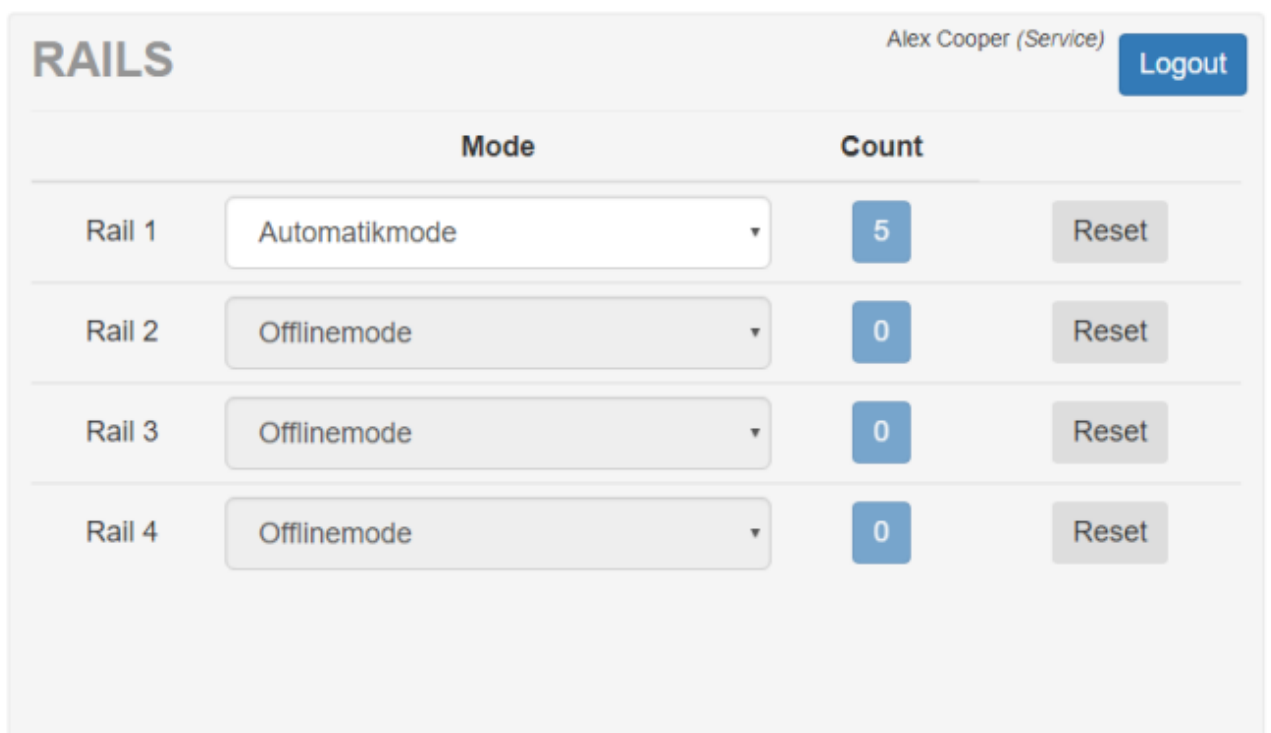 RAILS
Alex Cooper (Service)
Logout
Mode Count
Rail 1 Automatikmode 5 Reset
Rail 2 Offlinemode 0 Reset
Rail 3 Offlinemode 0 Reset
Rail 4 Offlinemode 0 Reset